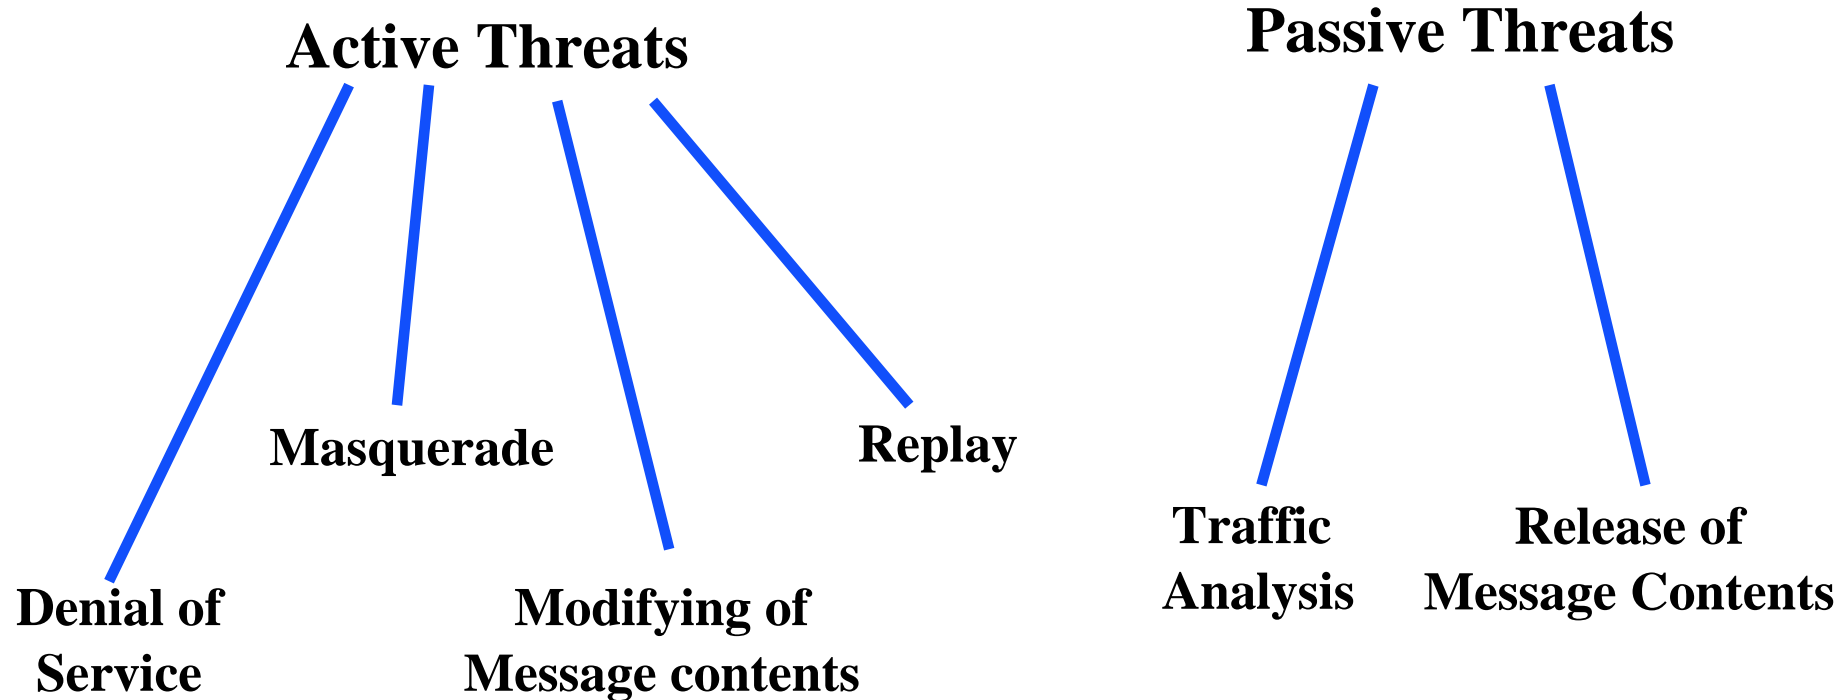 Active Threats
Passive Threats
Masquerade
Replay
Traffic
Analysis
Release of
Message Contents
Denial of
Service
Modifying of
Message contents